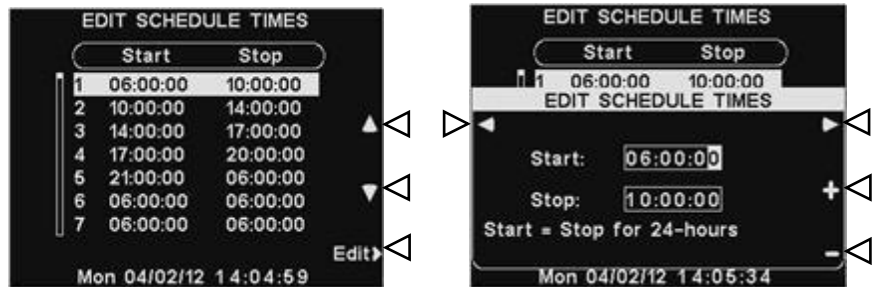 EDIT SCHEDULE TIMES
Start Stop
1 06:00:00 10:00:00
2 10:00:00 14:00:00
3 14:00:00 17:00:00
4 17:00:00 20:00:00
5 21:00:00 06:00:00
6 06:00:00 06:00:00
7 06:00:00 06:00:00
Edit
Mon 04/02/12 14:04:59
EDIT SCHEDULE TIMES
Start Stop
1 06:00:00 10:00:00
EDIT SCHEDULE TIMES
Start: 06:00:00
Stop: 10:00:00
+
Start = Stop for 24-hours
-
Mon 04/02/12 14:05:34